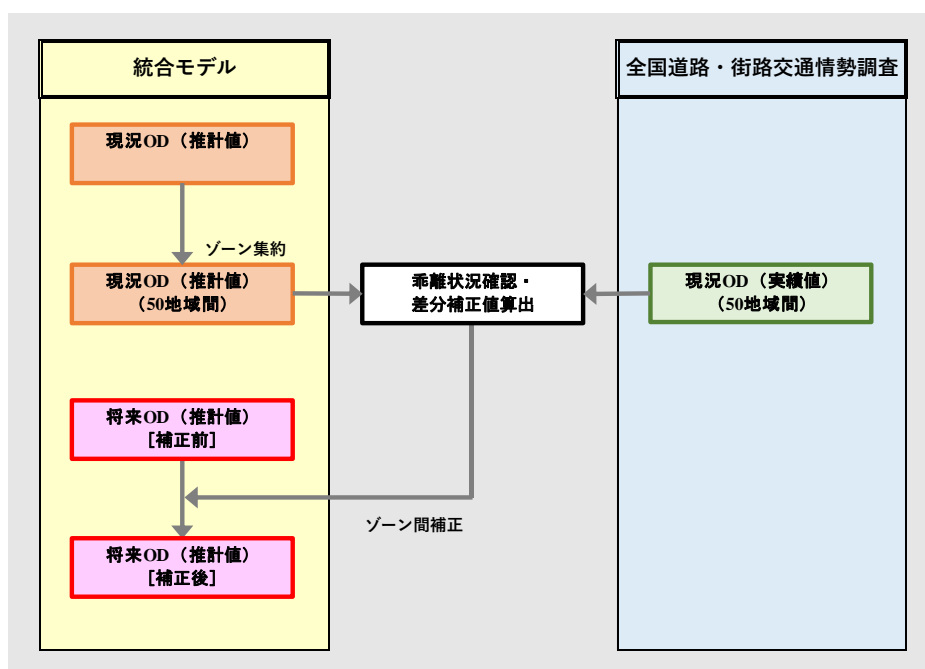 統合モデル
全国道路・街路交通情勢調査
現況OD（推計値）
ゾーン集約
現況OD（推計値）
（50地域間）
乖離状況確認・
差分補正値算出
現況OD（実績値）
（50地域間）
将来OD（推計値）
［補正前］
ゾーン間補正
将来OD（推計値）
［補正後］